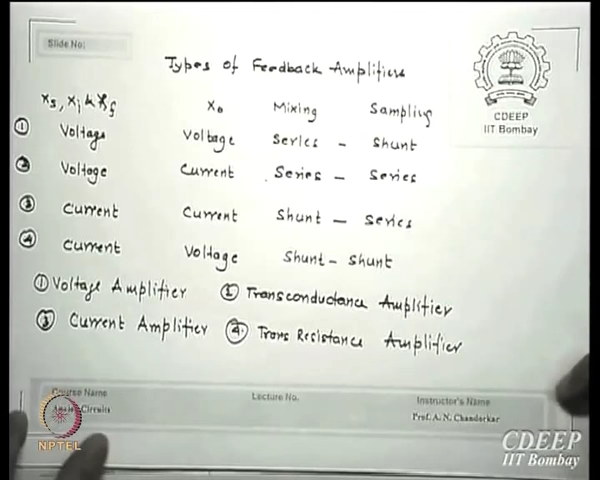 Slide No:
Types of Feedback Amplifiers
CDEEP
IIT Bombay
xs, xi & xf xo Mixing Sampling
① Voltage Voltage Series - Shunt
② Voltage Current Series - Series
③ Current Current Shunt - Series
④ Current Voltage Shunt - Shunt
① Voltage Amplifier ② Transconductance Amplifier
③ Current Amplifier ④ Trans Resistance Amplifier
Course Name Lecture No. Instructor's Name
Analog Circuits Prof. A. N. Chandorkar
NPTEL
CDEEP
IIT Bombay